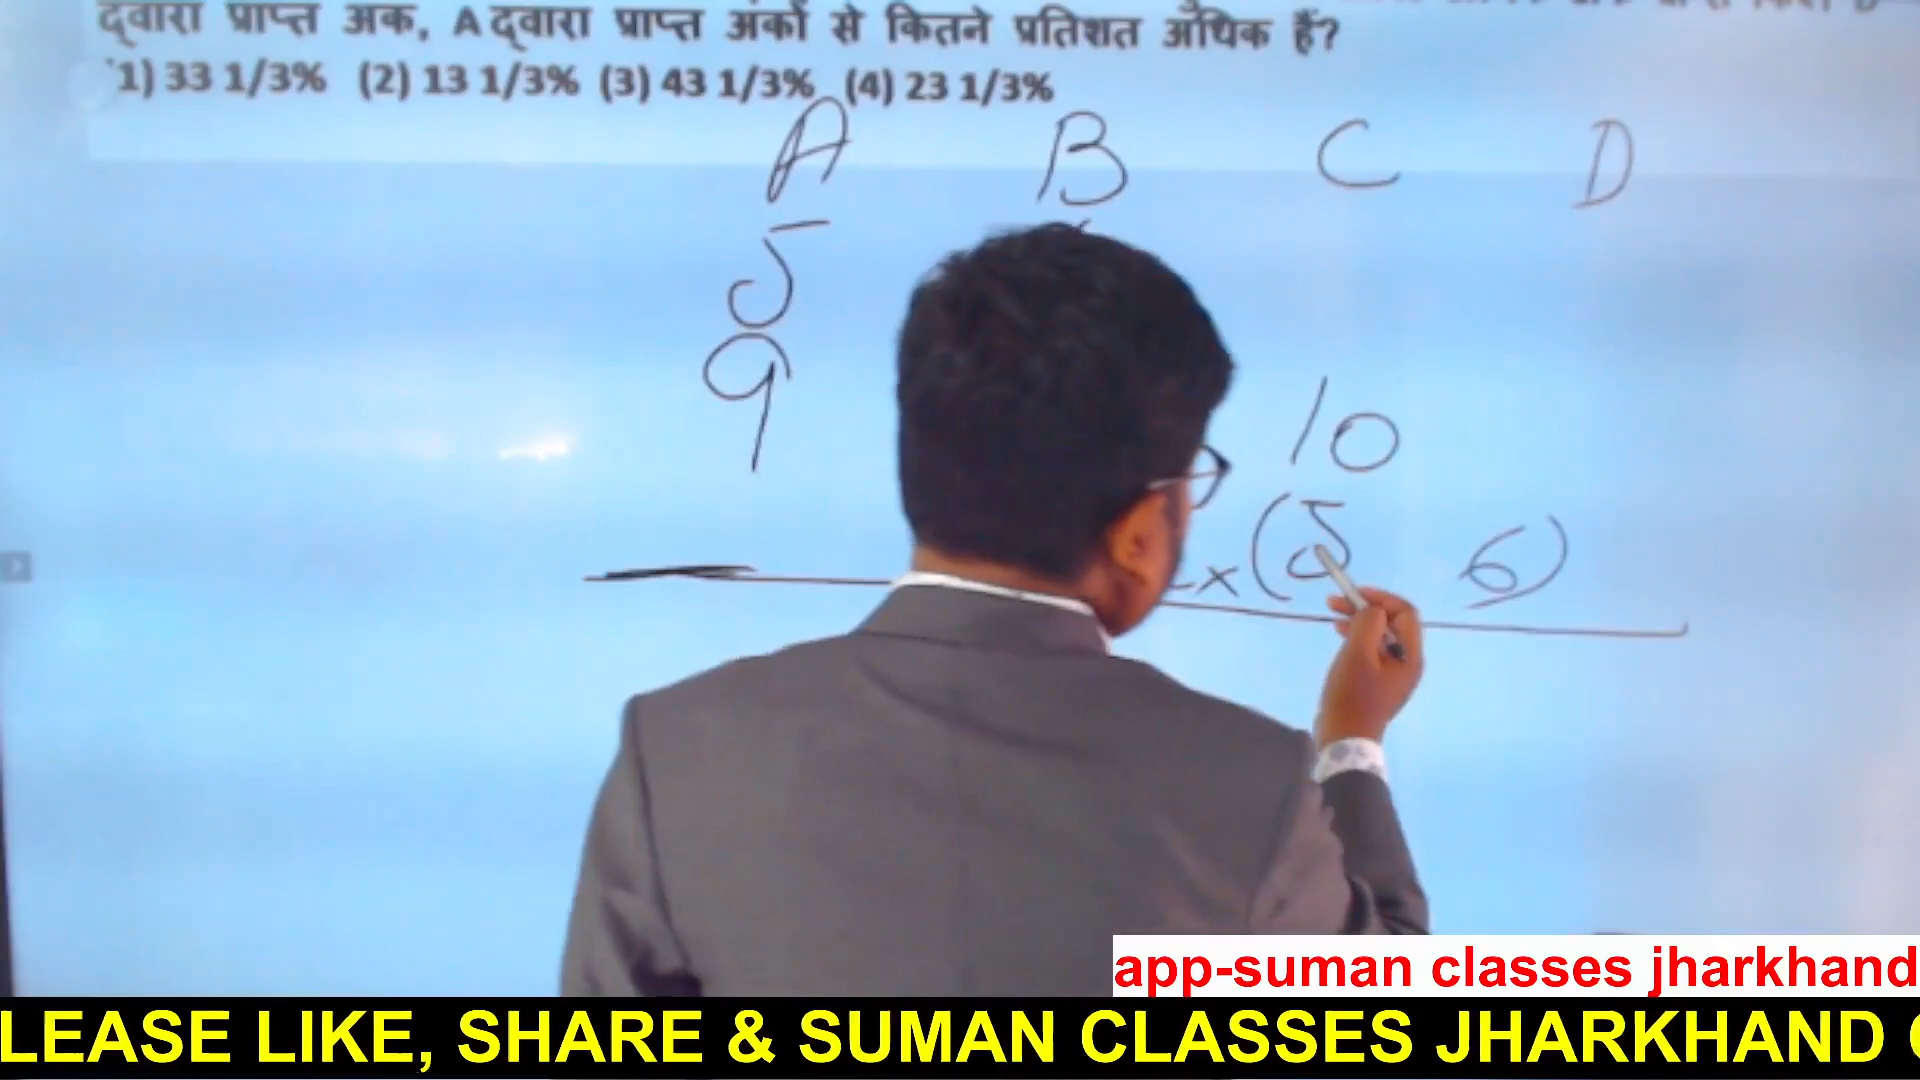 द्वारा प्राप्त अंक, A द्वारा प्राप्त अंकों से कितने प्रतिशत अधिक हैं?
1) 33 1/3% (2) 13 1/3% (3) 43 1/3% (4) 23 1/3%
A B C D
5
9 10
x (5 6)
app-suman classes jharkhand
LEASE LIKE, SHARE & SUMAN CLASSES JHARKHAND